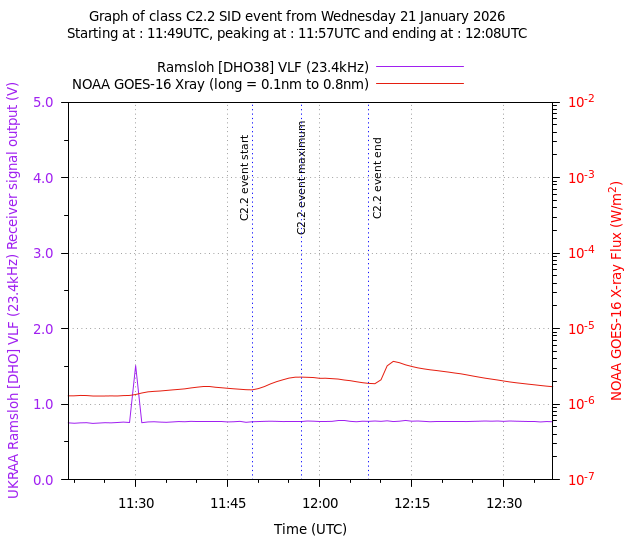 Graph of class C2.2 SID event from Wednesday 21 January 2026
Starting at : 11:49UTC, peaking at : 11:57UTC and ending at : 12:08UTC
Ramsloh [DHO38] VLF (23.4kHz)
NOAA GOES-16 Xray (long = 0.1nm to 0.8nm)
UKRAA Ramsloh [DHO] VLF (23.4kHz) Receiver signal output (V)
5.0
4.0
3.0
2.0
1.0
0.0
C2.2 event start
C2.2 event maximum
C2.2 event end
10^-2
10^-3
10^-4
10^-5
10^-6
10^-7
NOAA GOES-16 X-ray Flux (W/m^2)
11:30
11:45
12:00
12:15
12:30
Time (UTC)